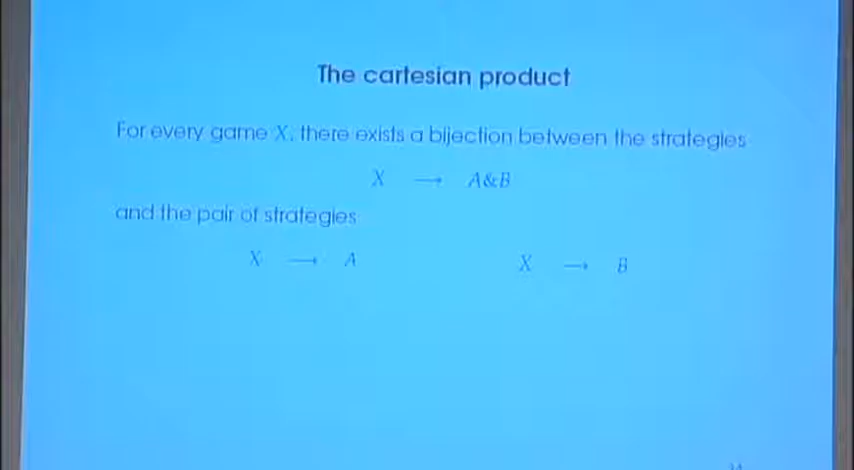 The cartesian product
For every game X, there exists a bijection between the strategies
X → A&B
and the pair of strategies
X → A X → B